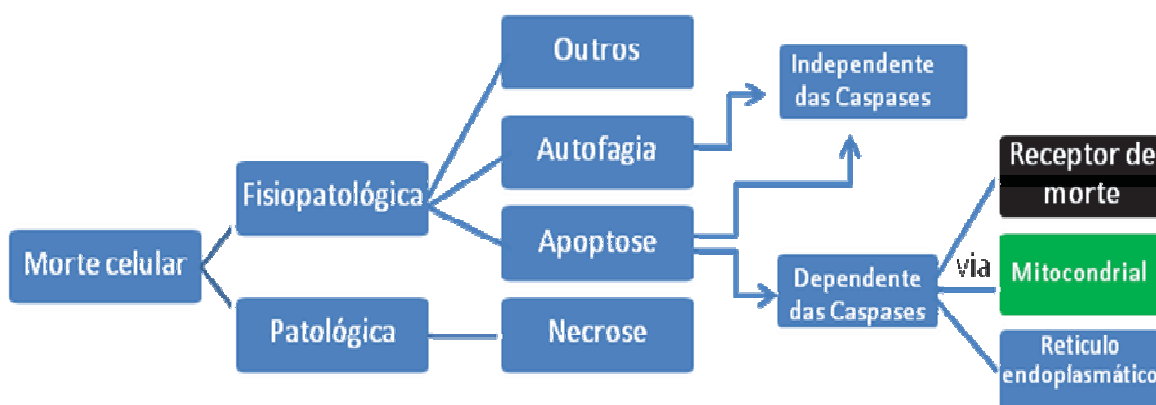 Morte celular
Fisiopatológica
Patológica
Outros
Autofagia
Apoptose
Necrose
Independente
das Caspases
Dependente
das Caspases
via
Receptor de
morte
Mitocondrial
Retículo
endoplasmático